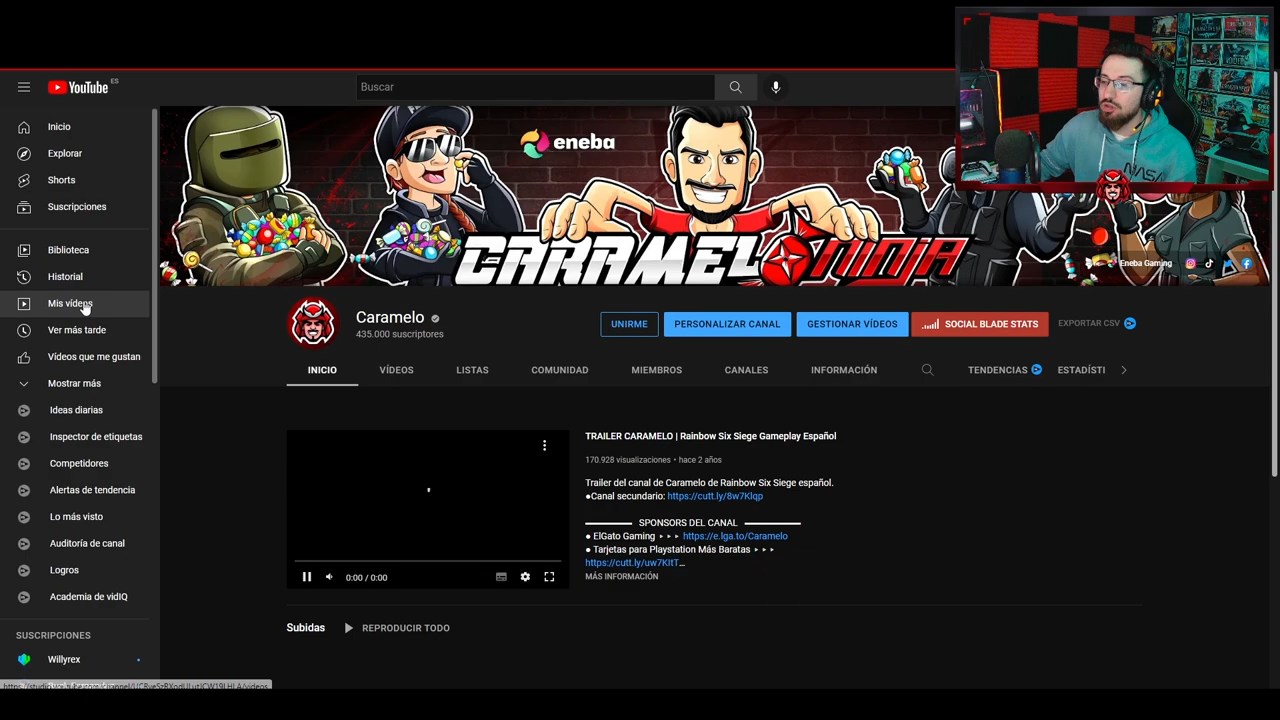 YouTube ES
Buscar
Inicio
Explorar
Shorts
Suscripciones
Biblioteca
Historial
Mis vídeos
Ver más tarde
Vídeos que me gustan
Mostrar más
Ideas diarias
Inspector de etiquetas
Competidores
Alertas de tendencia
Lo más visto
Auditoría de canal
Logros
Academia de vidIQ
SUSCRIPCIONES
Willyrex
eneba
CARAMELO NINJA
Eneba Gaming
NASA
Caramelo
435.000 suscriptores
UNIRME
PERSONALIZAR CANAL
GESTIONAR VÍDEOS
SOCIAL BLADE STATS
EXPORTAR CSV
INICIO
VÍDEOS
LISTAS
COMUNIDAD
MIEMBROS
CANALES
INFORMACIÓN
TENDENCIAS
ESTADÍSTI
0:00 / 0:00
TRAILER CARAMELO | Rainbow Six Siege Gameplay Español
170.928 visualizaciones • hace 2 años
Trailer del canal de Caramelo de Rainbow Six Siege español.
●Canal secundario: https://cutt.ly/8w7Klqp
SPONSORS DEL CANAL
● ElGato Gaming ➤ ➤ ➤ https://e.lga.to/Caramelo
● Tarjetas para Playstation Más Baratas ➤ ➤ ➤
https://cutt.ly/uw7KItT...
MÁS INFORMACIÓN
Subidas
REPRODUCIR TODO